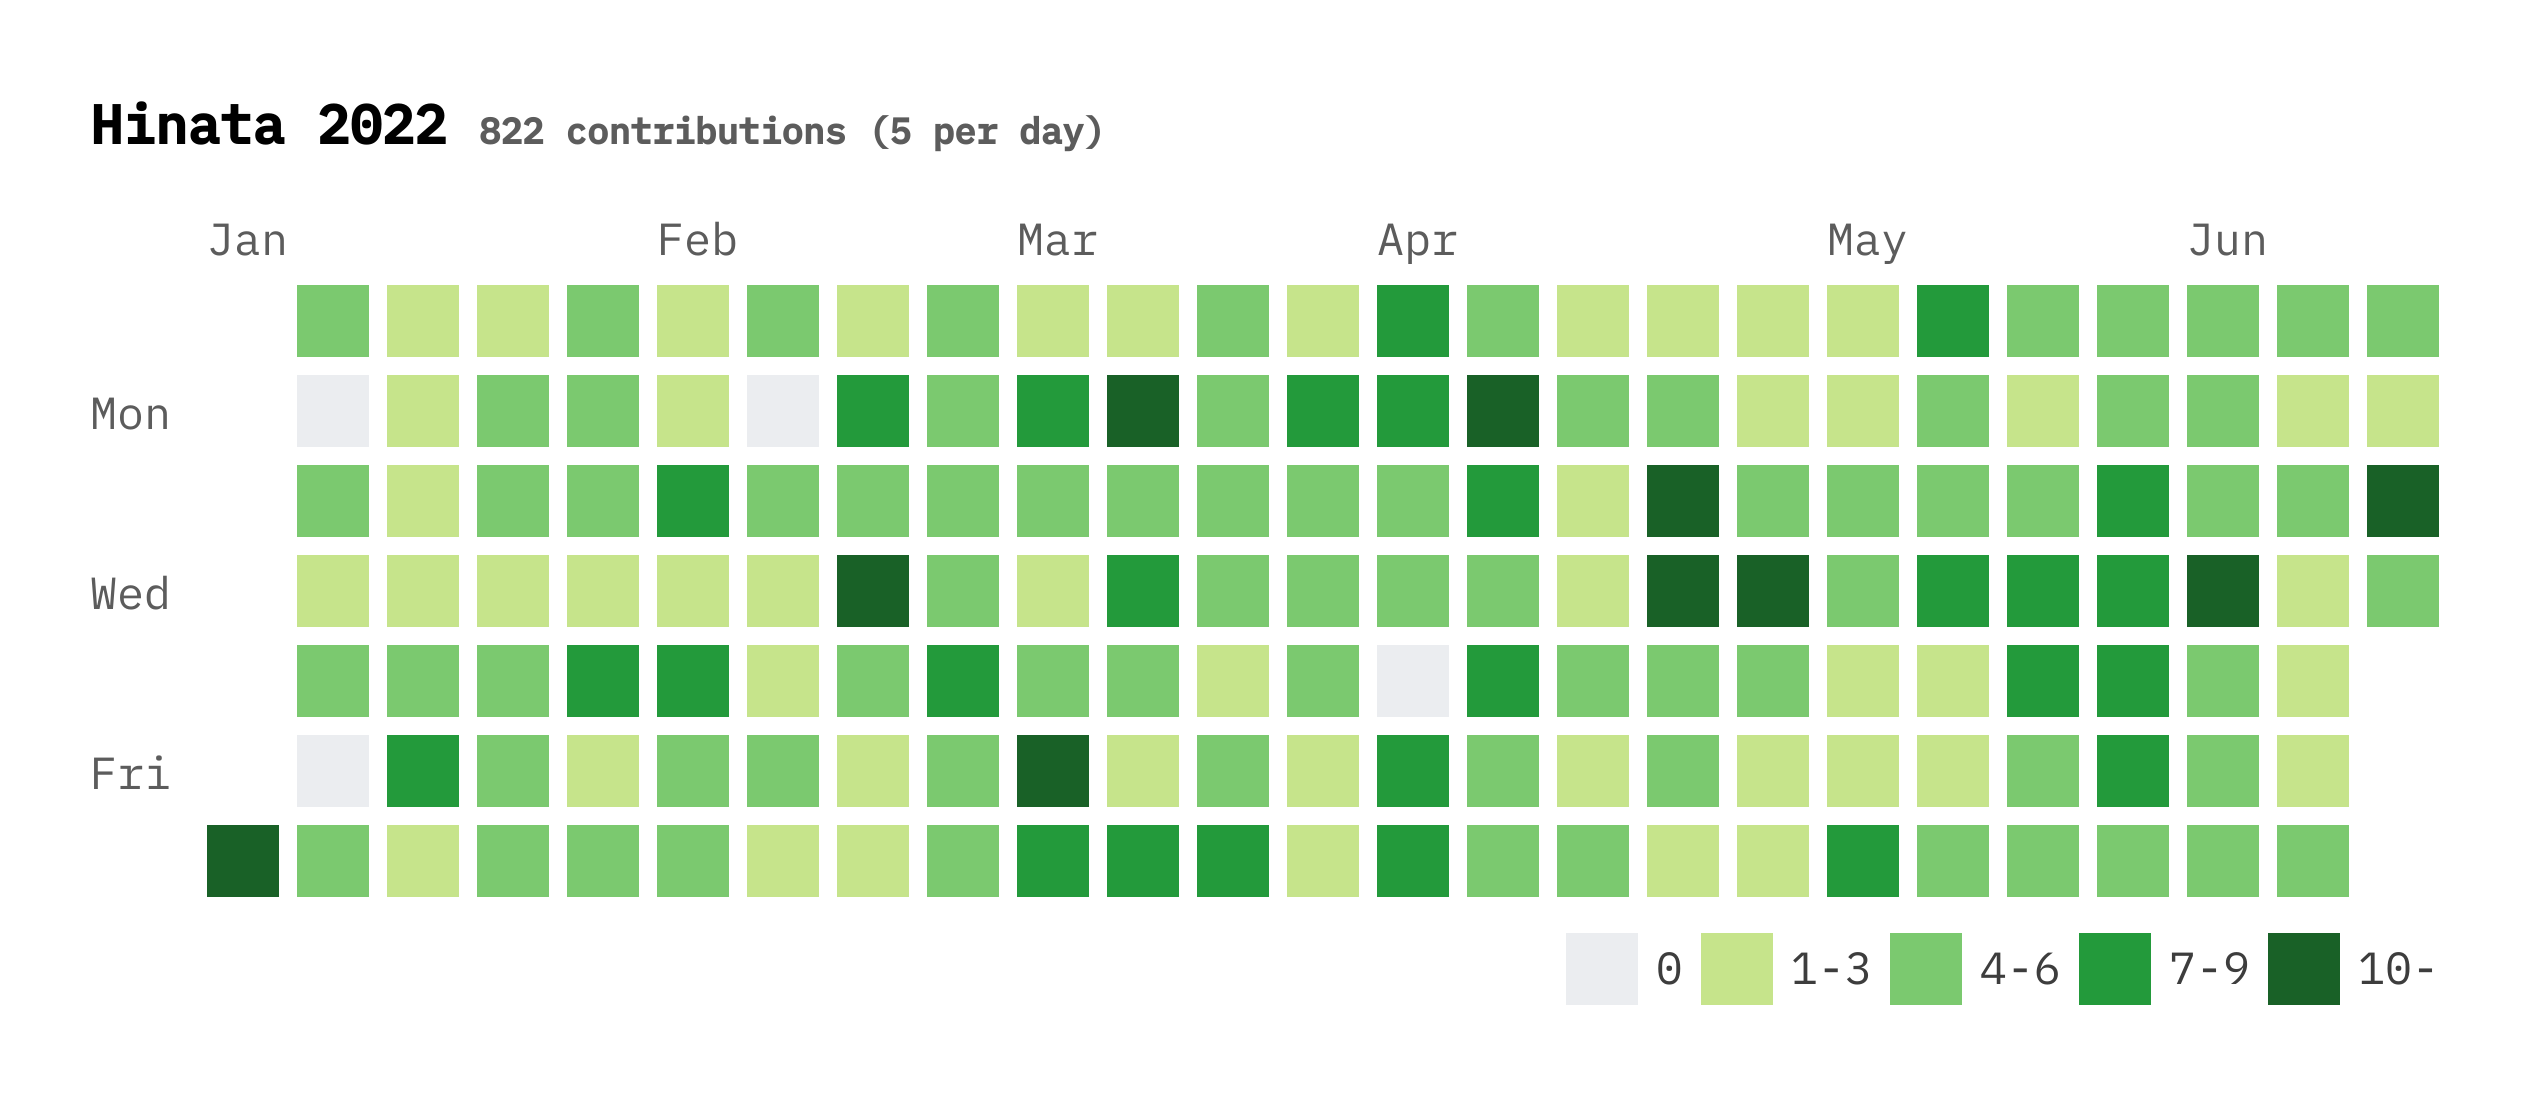 Hinata 2022 822 contributions (5 per day)
Jan Feb Mar Apr May Jun
Mon
Wed
Fri
0 1-3 4-6 7-9 10-